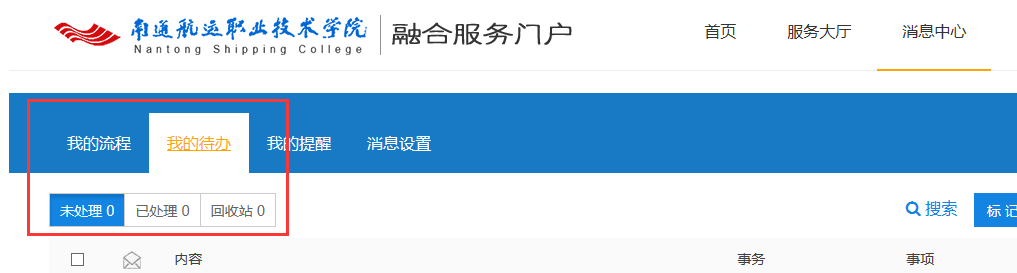 南通航运职业技术学院 融合服务门户 首页 服务大厅 消息中心
Nantong Shipping College
我的流程 我的待办 我的提醒 消息设置
未处理 0 已处理 0 回收站 0 搜索 标 记
内容 事务 事项